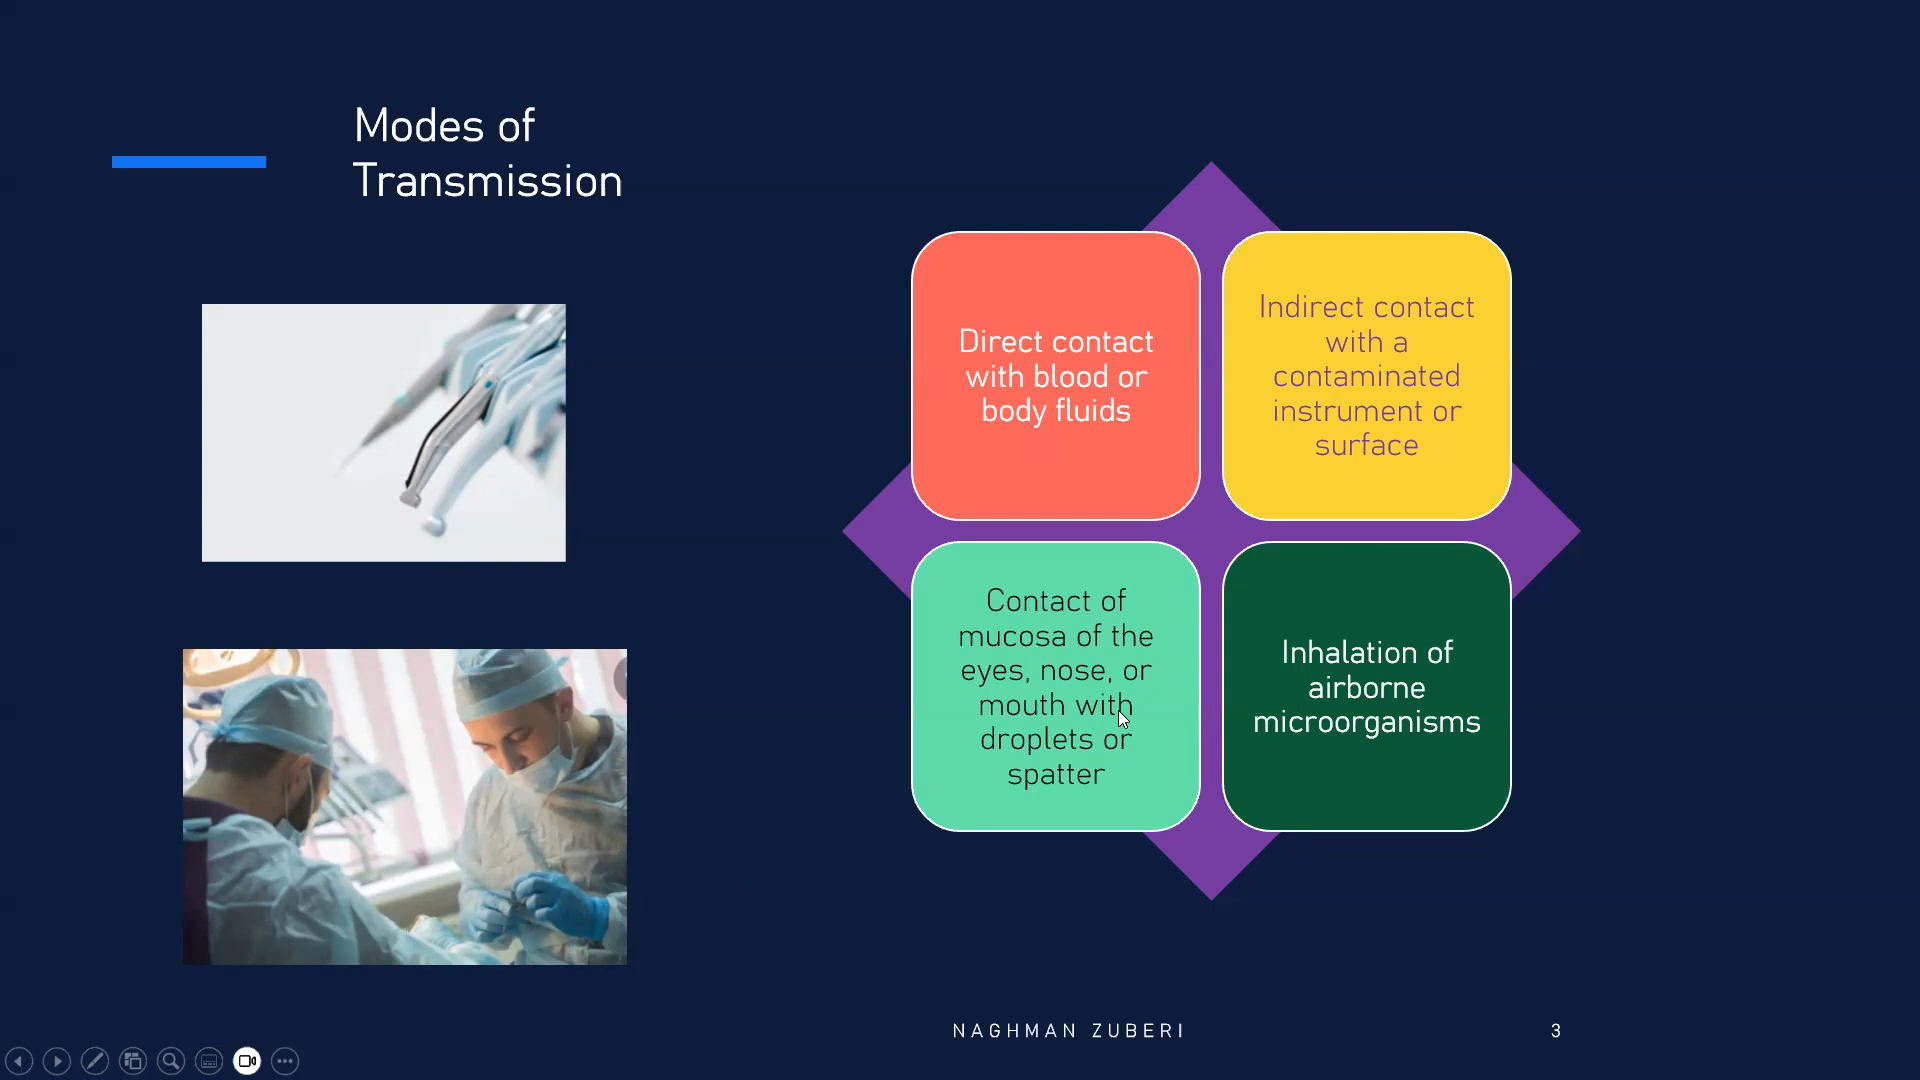 Modes of
Transmission
Direct contact
with blood or
body fluids
Indirect contact
with a
contaminated
instrument or
surface
Contact of
mucosa of the
eyes, nose, or
mouth with
droplets or
spatter
Inhalation of
airborne
microorganisms
NAGHMAN ZUBERI
3